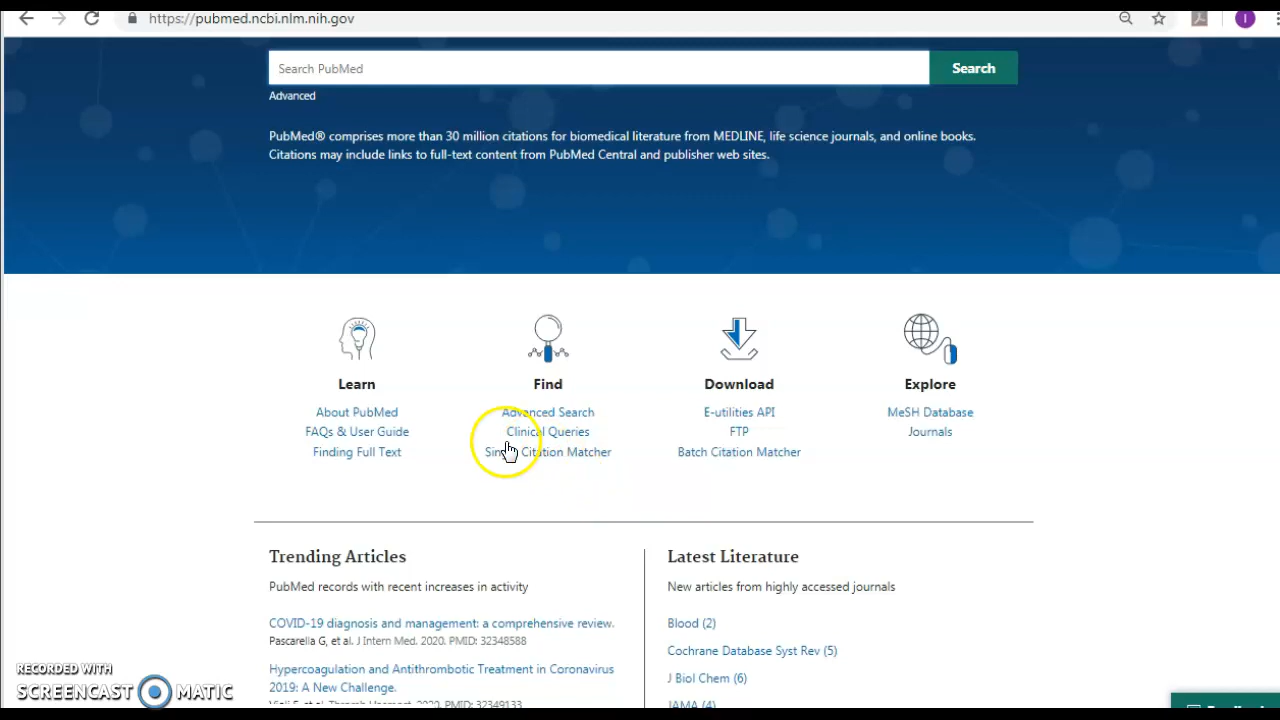 https://pubmed.ncbi.nlm.nih.gov
I
Search PubMed
Search
Advanced
PubMed® comprises more than 30 million citations for biomedical literature from MEDLINE, life science journals, and online books.
Citations may include links to full-text content from PubMed Central and publisher web sites.
Learn
About PubMed
FAQs & User Guide
Finding Full Text
Find
Advanced Search
Clinical Queries
Citation Matcher
Download
E-utilities API
FTP
Batch Citation Matcher
Explore
MeSH Database
Journals
Trending Articles
PubMed records with recent increases in activity
COVID-19 diagnosis and management: a comprehensive review.
Pascarella G, et al. J Intern Med. 2020. PMID: 32348588
Hypercoagulation and Antithrombotic Treatment in Coronavirus
2019: A New Challenge.
Latest Literature
New articles from highly accessed journals
Blood (2)
Cochrane Database Syst Rev (5)
J Biol Chem (6)
JAMA (4)
RECORDED WITH
SCREENCAST MATIC